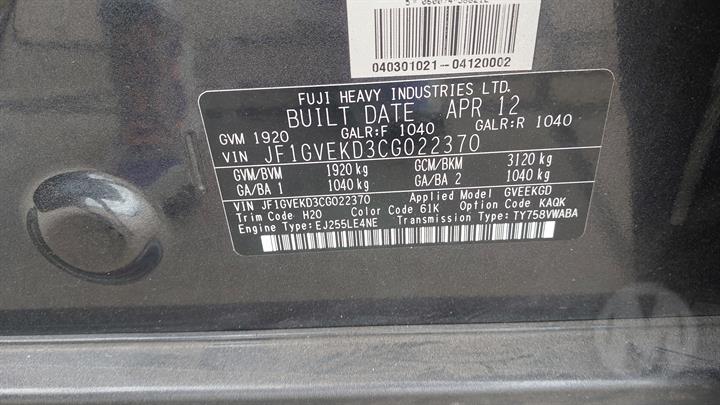 040301021-04120002
FUJI HEAVY INDUSTRIES LTD.
BUILT DATE APR 12
GVM 1920 GALR:F 1040 GALR:R 1040
VIN JF1GVEKD3CG022370
GVM/BVM 1920 kg GCM/BKM 3120 kg
GA/BA 1 1040 kg GA/BA 2 1040 kg
VIN JF1GVEKD3CG022370 Applied Model GVEEKGD
Trim Code H20 Color Code 61K Option Code KAQK
Engine Type:EJ255LE4NE Transmission Type:TY758VWABA